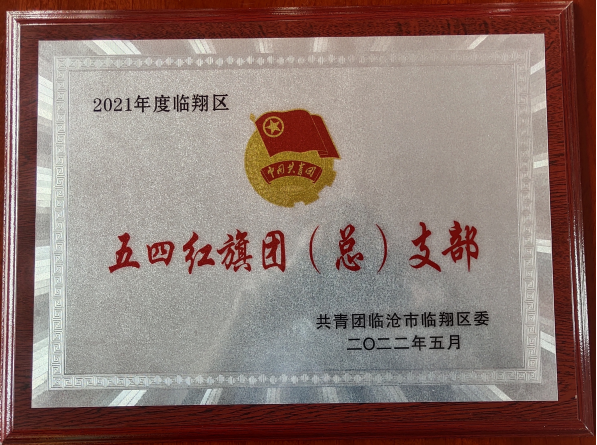 2021年度临翔区
中国共青团
五四红旗团（总）支部
共青团临沧市临翔区委
二〇二二年五月